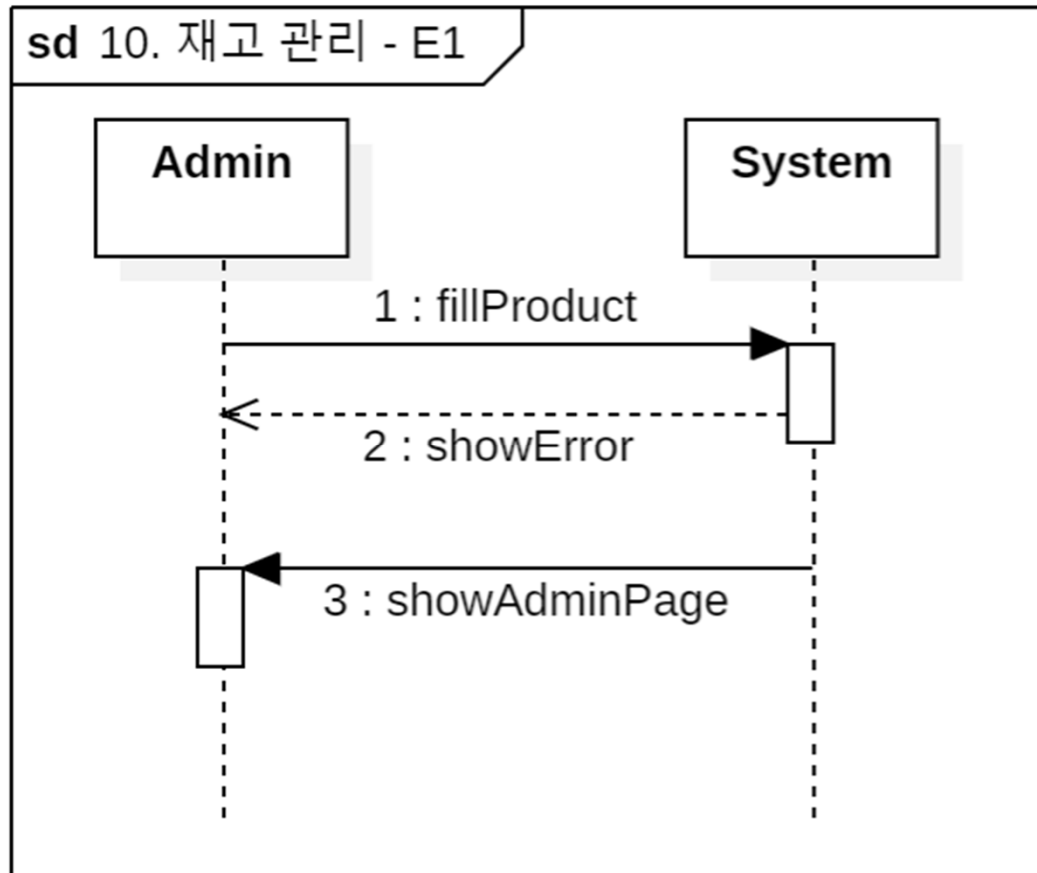 sd 10. 재고 관리 - E1
Admin
System
1 : fillProduct
2 : showError
3 : showAdminPage